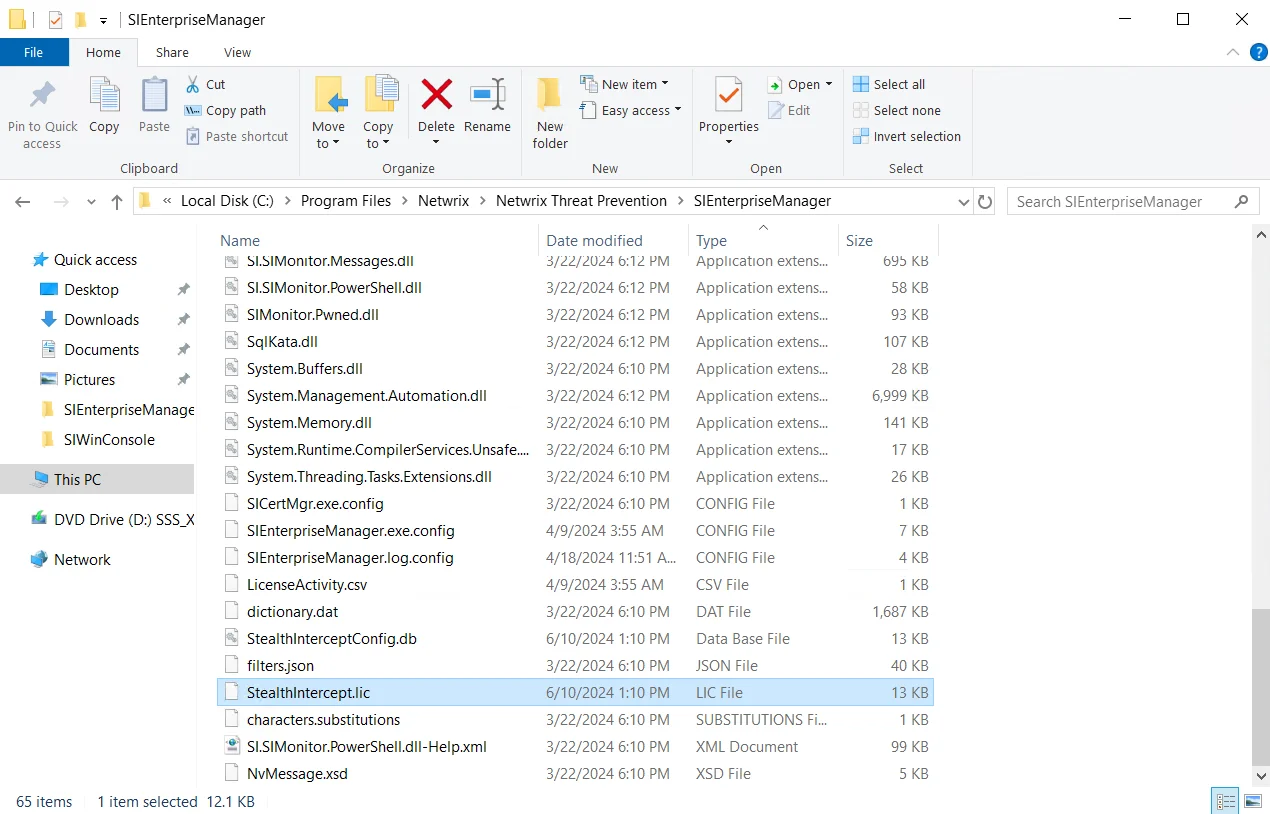 SIEnterpriseManager
File Home Share View
Pin to Quick access
Copy
Paste
Cut
Copy path
Paste shortcut
Clipboard
Move to
Copy to
Delete
Rename
Organize
New folder
New item
Easy access
New
Properties
Open
Edit
Open
Select all
Select none
Invert selection
Select
« Local Disk (C:) > Program Files > Netwrix > Netwrix Threat Prevention > SIEnterpriseManager
Search SIEnterpriseManager
Quick access
Desktop
Downloads
Documents
Pictures
SIEnterpriseManage
SIWinConsole
This PC
DVD Drive (D:) SSS_X
Network
Name Date modified Type Size
SI.SIMonitor.Messages.dll 3/22/2024 6:12 PM Application extens... 695 KB
SI.SIMonitor.PowerShell.dll 3/22/2024 6:12 PM Application extens... 58 KB
SIMonitor.Pwned.dll 3/22/2024 6:12 PM Application extens... 93 KB
SqlKata.dll 3/22/2024 6:12 PM Application extens... 107 KB
System.Buffers.dll 3/22/2024 6:10 PM Application extens... 28 KB
System.Management.Automation.dll 3/22/2024 6:12 PM Application extens... 6,999 KB
System.Memory.dll 3/22/2024 6:10 PM Application extens... 141 KB
System.Runtime.CompilerServices.Unsafe.... 3/22/2024 6:10 PM Application extens... 17 KB
System.Threading.Tasks.Extensions.dll 3/22/2024 6:10 PM Application extens... 26 KB
SICertMgr.exe.config 3/22/2024 6:10 PM CONFIG File 1 KB
SIEnterpriseManager.exe.config 4/9/2024 3:55 AM CONFIG File 7 KB
SIEnterpriseManager.log.config 4/18/2024 11:51 A... CONFIG File 4 KB
LicenseActivity.csv 4/9/2024 3:55 AM CSV File 1 KB
dictionary.dat 3/22/2024 6:10 PM DAT File 1,687 KB
StealthInterceptConfig.db 6/10/2024 1:10 PM Data Base File 13 KB
filters.json 3/22/2024 6:10 PM JSON File 40 KB
StealthIntercept.lic 6/10/2024 1:10 PM LIC File 13 KB
characters.substitutions 3/22/2024 6:10 PM SUBSTITUTIONS Fi... 1 KB
SI.SIMonitor.PowerShell.dll-Help.xml 3/22/2024 6:10 PM XML Document 99 KB
NvMessage.xsd 3/22/2024 6:10 PM XSD File 5 KB
65 items 1 item selected 12.1 KB